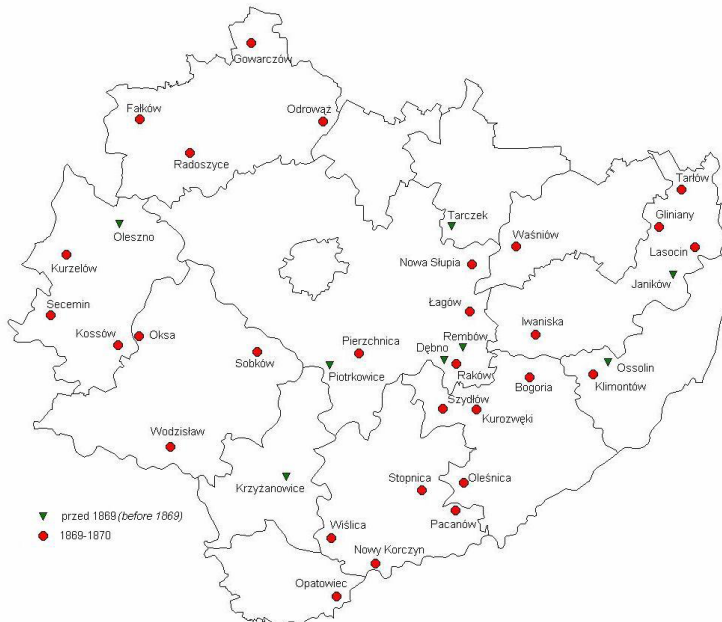 Gowarczów
Fałków
Odrowąż
Radoszyce
Tarłów
Tarczek
Gliniany
Oleszno
Waśniów
Lasocin
Kurzelów
Nowa Słupia
Janików
Secemin
Łagów
Iwaniska
Kossów
Oksa
Pierzchnica
Rembów
Dębno
Sobków
Piotrkowice
Raków
Ossolin
Bogoria
Klimontów
Szydłów
Kurozwęki
Wodzisław
Stopnica
Oleśnica
Krzyżanowice
Pacanów
przed 1869 (before 1869)
1869-1870
Wiślica
Nowy Korczyn
Opatowiec